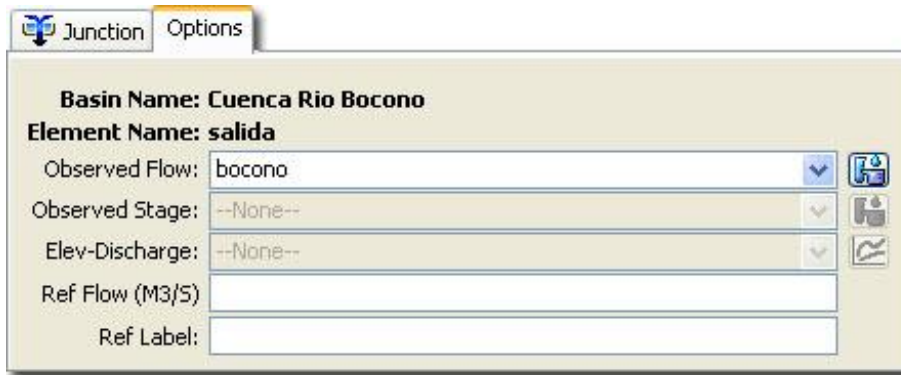 Junction Options
Basin Name: Cuenca Rio Bocono
Element Name: salida
Observed Flow: bocono
Observed Stage: --None--
Elev-Discharge: --None--
Ref Flow (M3/S)
Ref Label: